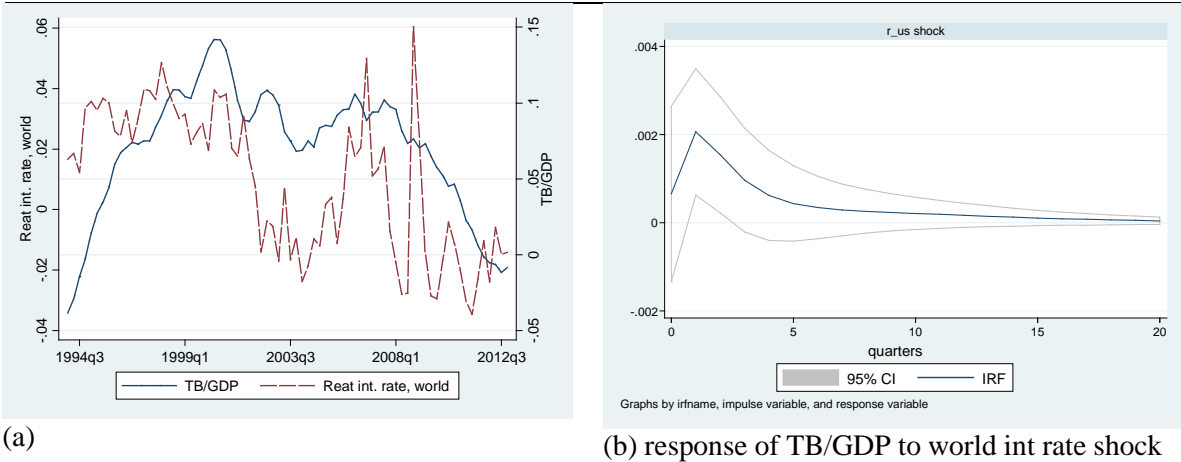 .06
.04
.02
0
-.02
-.04
Reat int. rate, world
.15
.1
.05
0
-.05
TB/GDP
1994q3 1999q1 2003q3 2008q1 2012q3
TB/GDP Reat int. rate, world
(a)
r_us shock
.004
.002
0
-.002
0 5 10 15 20
quarters
95% CI IRF
Graphs by irfname, impulse variable, and response variable
(b) response of TB/GDP to world int rate shock